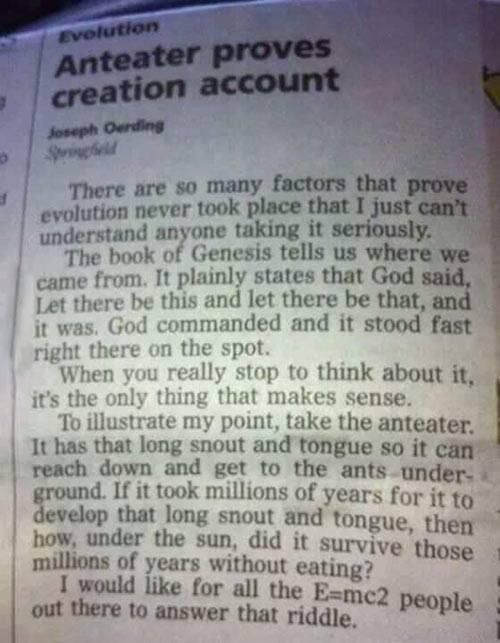 Evolution
Anteater proves
creation account
Joseph Oerding
Springfield
There are so many factors that prove
evolution never took place that I just can't
understand anyone taking it seriously.
The book of Genesis tells us where we
came from. It plainly states that God said,
Let there be this and let there be that, and
it was. God commanded and it stood fast
right there on the spot.
When you really stop to think about it,
it's the only thing that makes sense.
To illustrate my point, take the anteater.
It has that long snout and tongue so it can
reach down and get to the ants under-
ground. If it took millions of years for it to
develop that long snout and tongue, then
how, under the sun, did it survive those
millions of years without eating?
I would like for all the E=mc2 people
out there to answer that riddle.